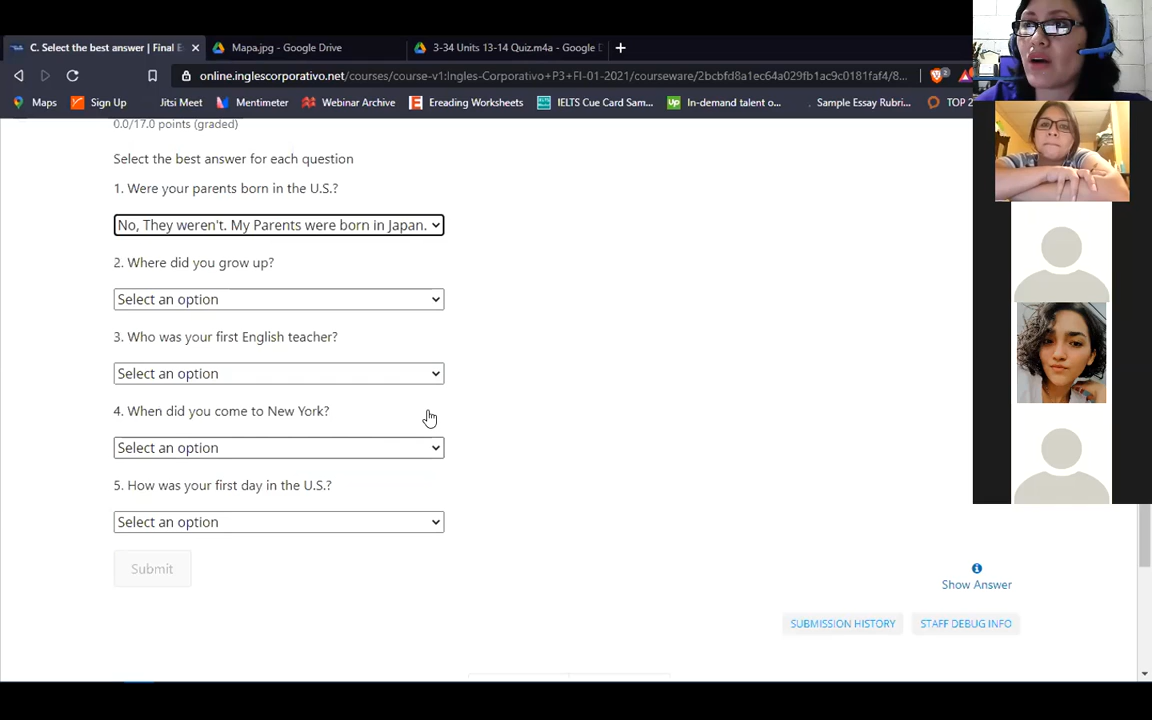 C. Select the best answer | Final E
Mapa.jpg - Google Drive
3-34 Units 13-14 Quiz.m4a - Google D
online.inglescorporativo.net/courses/course-v1:Ingles-Corporativo+P3+FI-01-2021/courseware/2bcbfd8a1ec64a029fb1ac9c0181faf4/8...
2
Maps
Sign Up
Jitsi Meet
Mentimeter
Webinar Archive
Ereading Worksheets
IELTS Cue Card Sam...
Up In-demand talent o...
Sample Essay Rubri...
TOP 2
0.0/17.0 points (graded)
Select the best answer for each question
1. Were your parents born in the U.S.?
No, They weren't. My Parents were born in Japan.
2. Where did you grow up?
Select an option
3. Who was your first English teacher?
Select an option
4. When did you come to New York?
Select an option
5. How was your first day in the U.S.?
Select an option
Submit
Show Answer
SUBMISSION HISTORY
STAFF DEBUG INFO